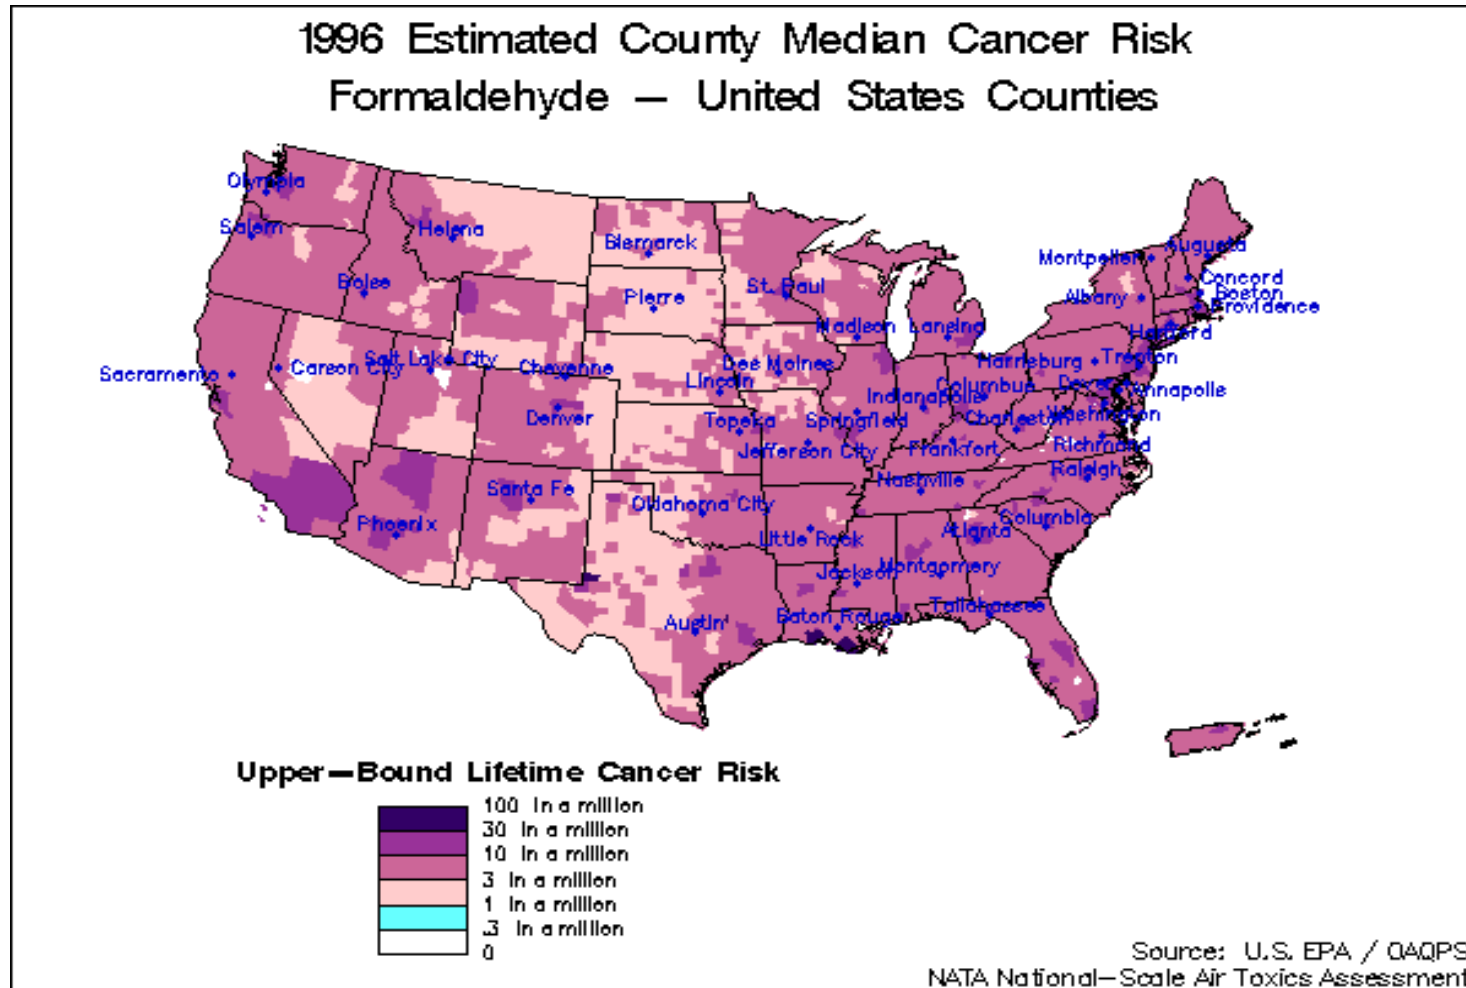 1996 Estimated County Median Cancer Risk
Formaldehyde — United States Counties
Olympia
Salem
Helena
Bismarck
Montpelier
Augusta
Boise
Pierre
St. Paul
Concord
Albany
Boston
Providence
Madison
Lansing
Hartford
Sacramento
Carson City
Salt Lake City
Cheyenne
Des Moines
Harrisburg
Trenton
Lincoln
Columbus
Dover
Annapolis
Indianapolis
Denver
Topeka
Springfield
Charleston
Washington
Jefferson City
Frankfort
Richmond
Nashville
Raleigh
Santa Fe
Oklahoma City
Phoenix
Little Rock
Atlanta
Columbia
Jackson
Montgomery
Austin
Baton Rouge
Tallahassee
Upper—Bound Lifetime Cancer Risk
100 in a million
30 in a million
10 in a million
3 in a million
1 in a million
.3 in a million
0
Source: U.S. EPA / OAQPS
NATA National—Scale Air Toxics Assessment